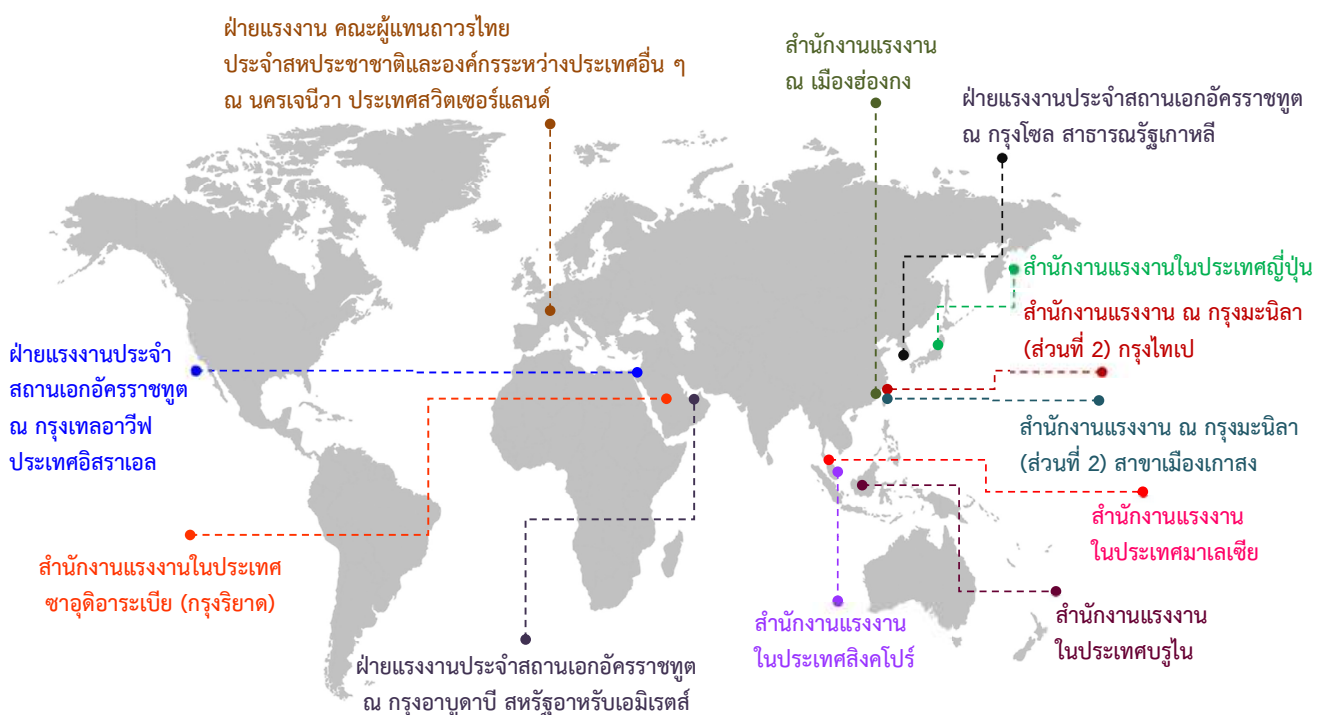 ฝ่ายแรงงาน คณะผู้แทนถาวรไทย
ประจำสหประชาชาติและองค์กรระหว่างประเทศอื่น ๆ
ณ นครเจนีวา ประเทศสวิตเซอร์แลนด์
สำนักงานแรงงาน
ณ เมืองฮ่องกง
ฝ่ายแรงงานประจำสถานเอกอัครราชทูต
ณ กรุงโซล สาธารณรัฐเกาหลี
สำนักงานแรงงานในประเทศญี่ปุ่น
สำนักงานแรงงาน ณ กรุงมะนิลา
(ส่วนที่ 2) กรุงไทเป
สำนักงานแรงงาน ณ กรุงมะนิลา
(ส่วนที่ 2) สาขาเมืองเกาสง
สำนักงานแรงงาน
ในประเทศมาเลเซีย
สำนักงานแรงงาน
ในประเทศบรูไน
สำนักงานแรงงาน
ในประเทศสิงคโปร์
ฝ่ายแรงงานประจำสถานเอกอัครราชทูต
ณ กรุงอาบูดาบี สหรัฐอาหรับเอมิเรตส์
สำนักงานแรงงานในประเทศ
ซาอุดิอาระเบีย (กรุงริยาด)
ฝ่ายแรงงานประจำ
สถานเอกอัครราชทูต
ณ กรุงเทลอาวีฟ
ประเทศอิสราเอล